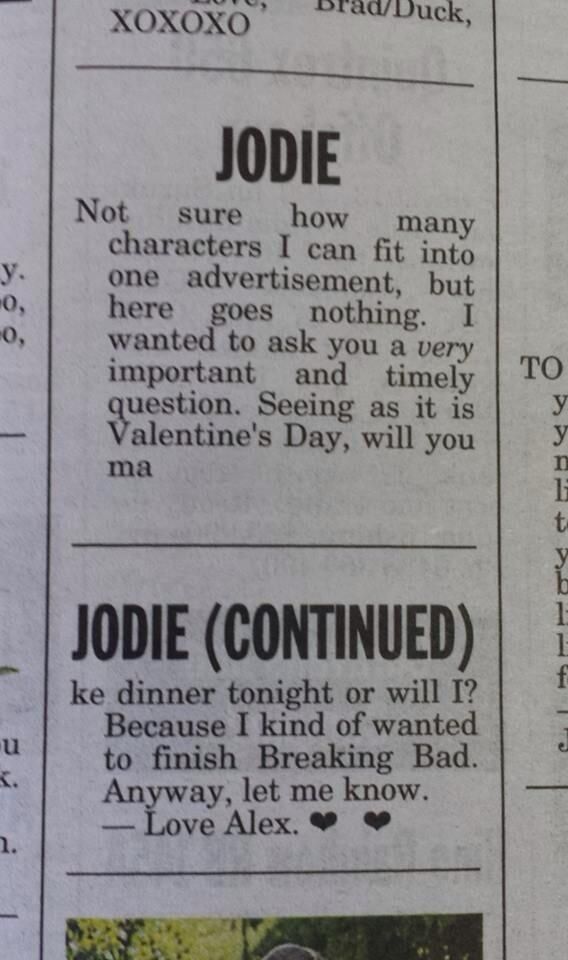 Love, Brad/Duck,
XOXOXO
JODIE
Not sure how many
characters I can fit into
one advertisement, but
here goes nothing. I
wanted to ask you a very
important and timely
question. Seeing as it is
Valentine's Day, will you
ma
JODIE (CONTINUED)
ke dinner tonight or will I?
Because I kind of wanted
to finish Breaking Bad.
Anyway, let me know.
— Love Alex. ❤ ❤
TO